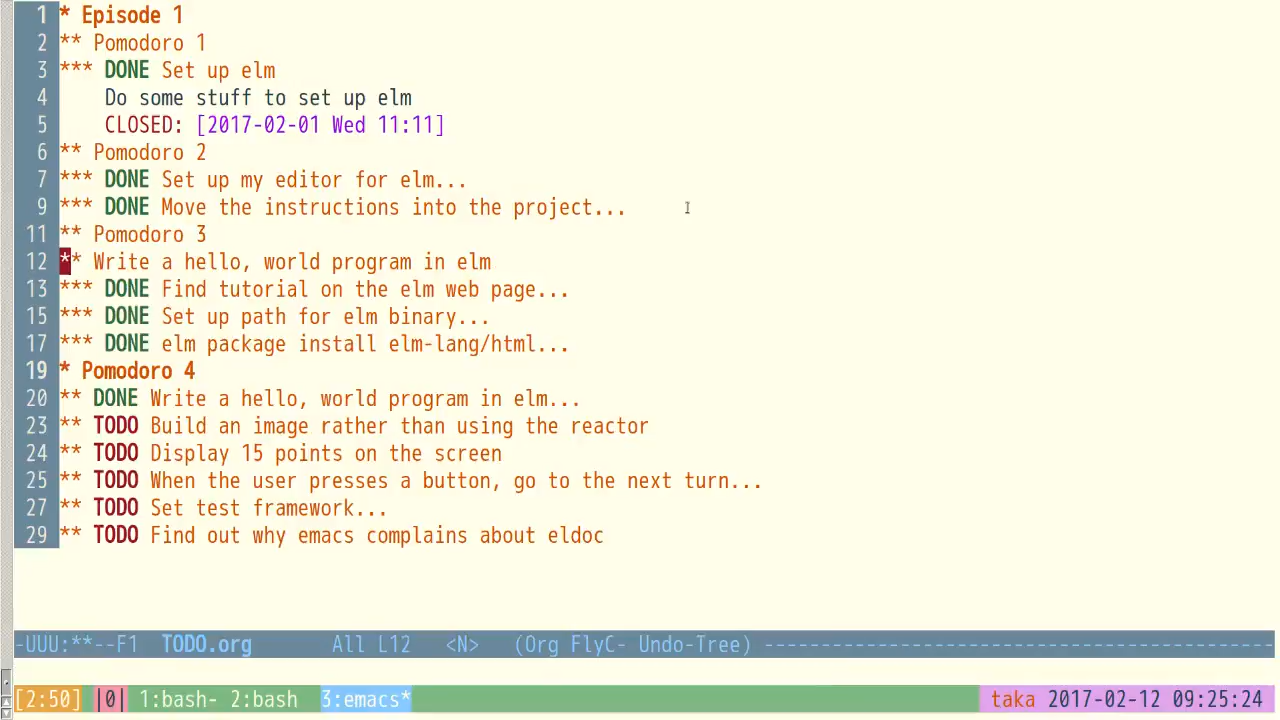 1 * Episode 1
2 ** Pomodoro 1
3 *** DONE Set up elm
4 Do some stuff to set up elm
5 CLOSED: [2017-02-01 Wed 11:11]
6 ** Pomodoro 2
7 *** DONE Set up my editor for elm...
9 *** DONE Move the instructions into the project...
11 ** Pomodoro 3
12 ** Write a hello, world program in elm
13 *** DONE Find tutorial on the elm web page...
15 *** DONE Set up path for elm binary...
17 *** DONE elm package install elm-lang/html...
19 * Pomodoro 4
20 ** DONE Write a hello, world program in elm...
23 ** TODO Build an image rather than using the reactor
24 ** TODO Display 15 points on the screen
25 ** TODO When the user presses a button, go to the next turn...
27 ** TODO Set test framework...
29 ** TODO Find out why emacs complains about eldoc
-UUU:**--F1 TODO.org All L12 <N> (Org FlyC- Undo-Tree) ---------------------------------------------
[2:50] |0| 1:bash- 2:bash 3:emacs* taka 2017-02-12 09:25:24